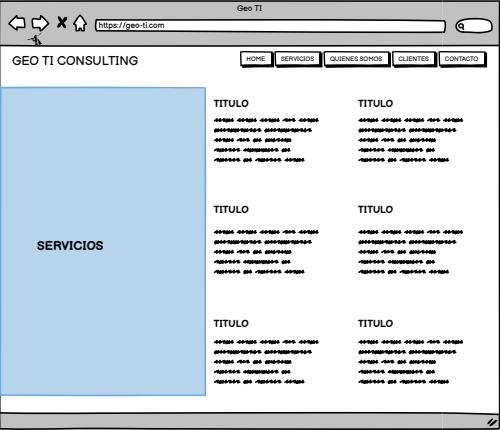 Geo TI
https://geo-ti.com
GEO TI CONSULTING
HOME
SERVICIOS
QUIENES SOMOS
CLIENTES
CONTACTO
TITULO
TITULO
TITULO
TITULO
SERVICIOS
TITULO
TITULO